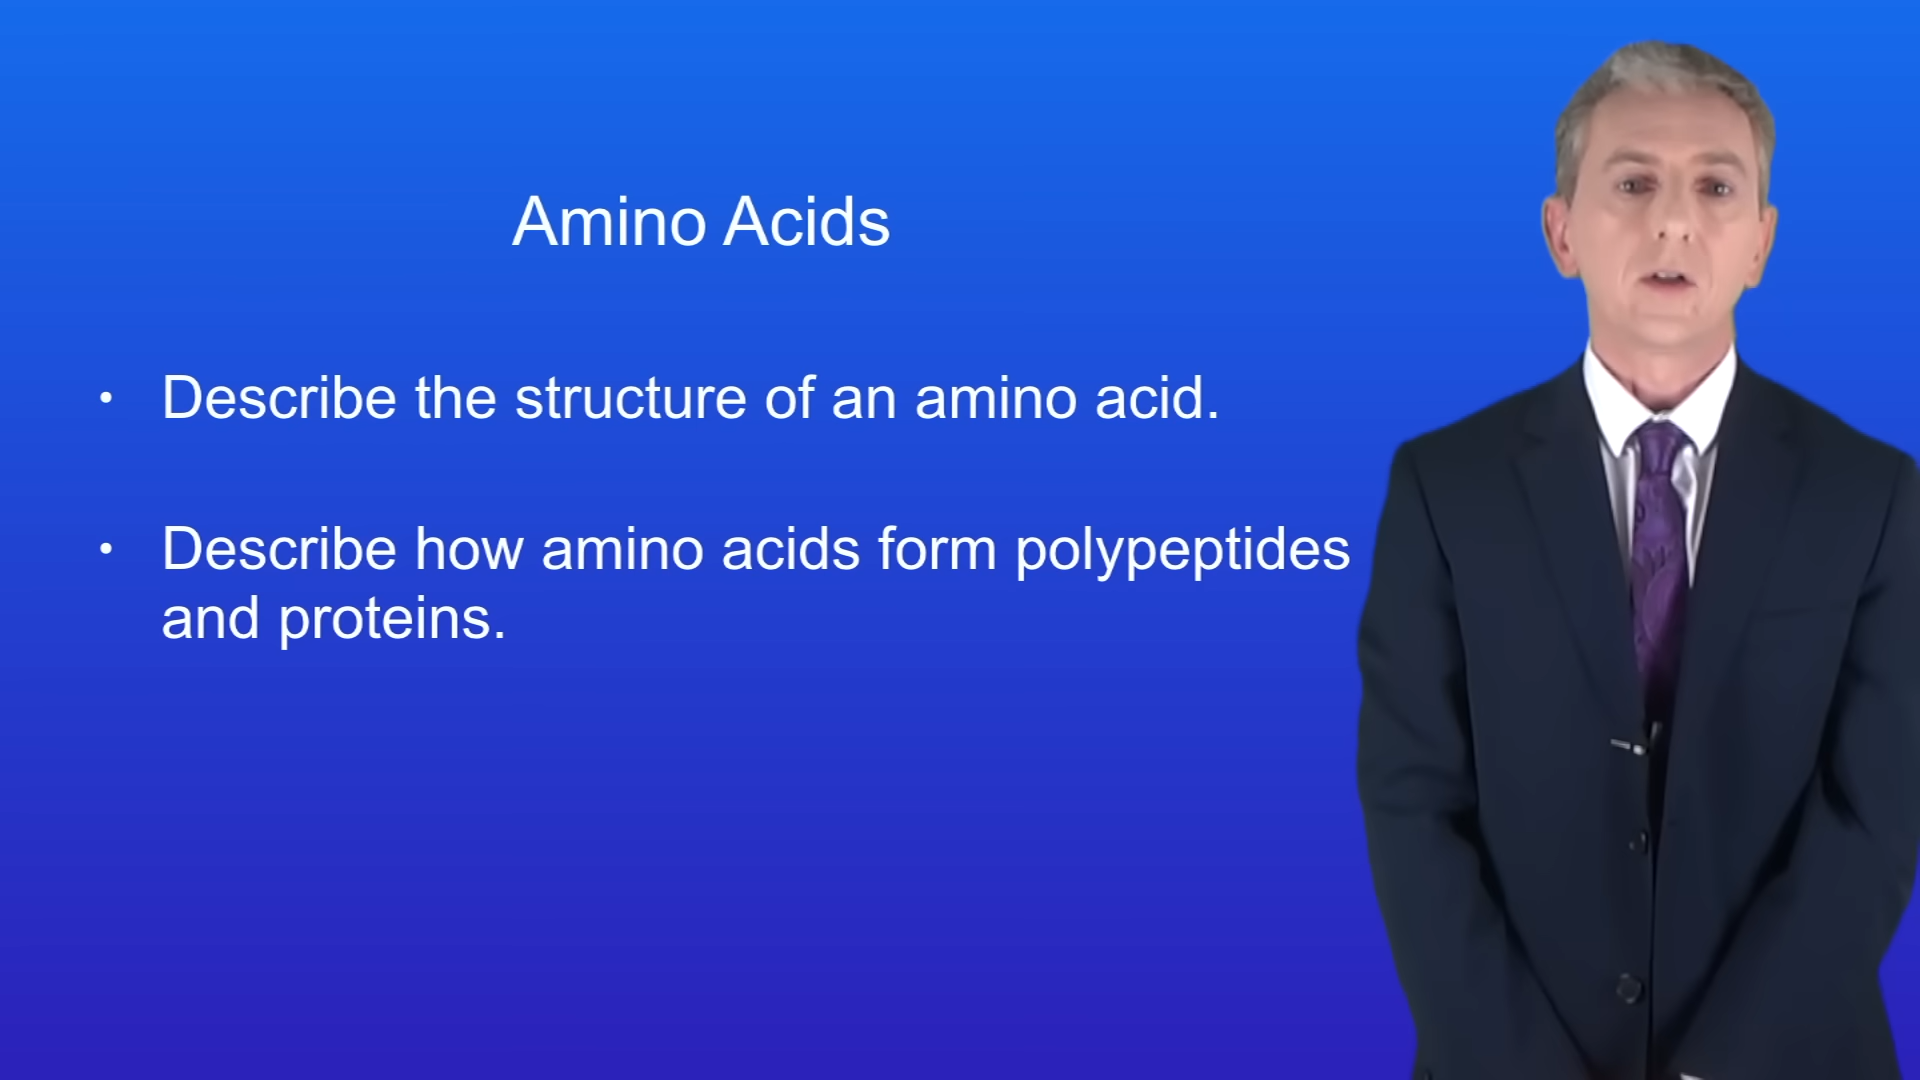 Amino Acids
• Describe the structure of an amino acid.
• Describe how amino acids form polypeptides
and proteins.